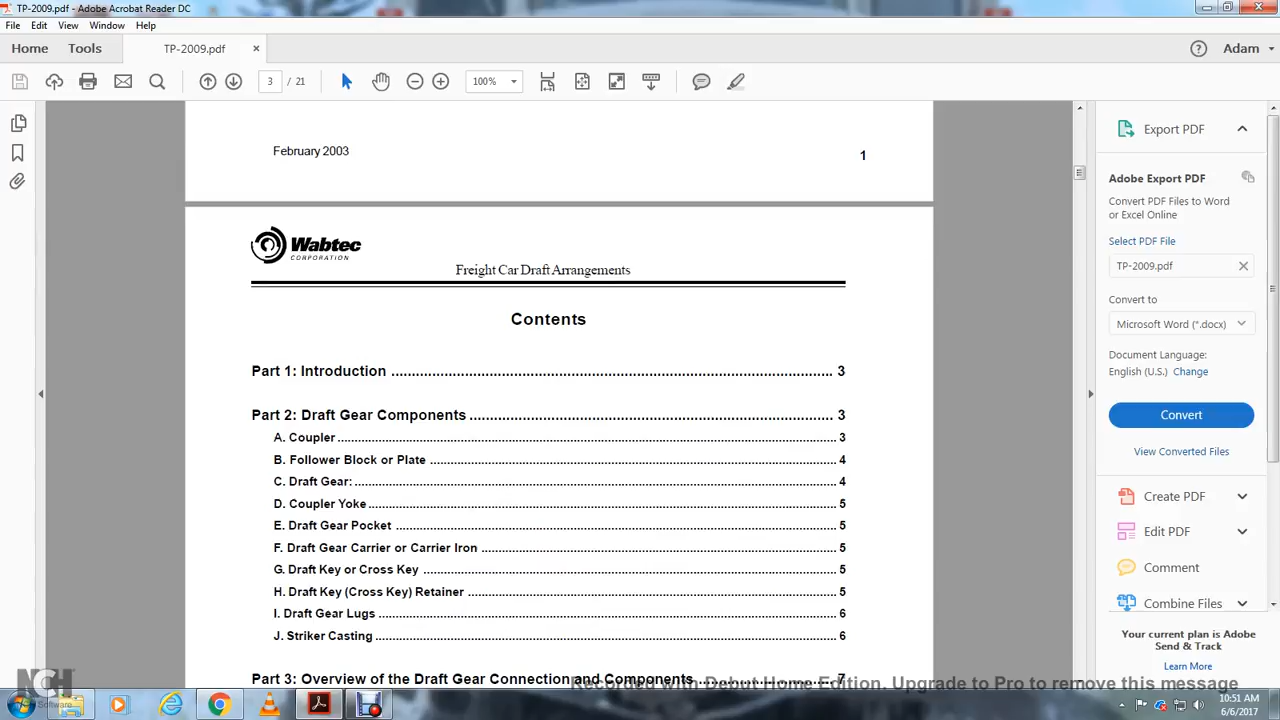 TP-2009.pdf - Adobe Acrobat Reader DC
File Edit View Window Help
Home Tools TP-2009.pdf × Adam
3 / 21 100%
February 2003 1
Wabtec
CORPORATION
Freight Car Draft Arrangements
Contents
Part 1: Introduction ........ 3
Part 2: Draft Gear Components ........ 3
A. Coupler ........ 3
B. Follower Block or Plate ........ 4
C. Draft Gear: ........ 4
D. Coupler Yoke ........ 5
E. Draft Gear Pocket ........ 5
F. Draft Gear Carrier or Carrier Iron ........ 5
G. Draft Key or Cross Key ........ 5
H. Draft Key (Cross Key) Retainer ........ 5
I. Draft Gear Lugs ........ 6
J. Striker Casting ........ 6
Part 3: Overview of the Draft Gear Connection and Components ........ 7
Export PDF
Adobe Export PDF
Convert PDF Files to Word
or Excel Online
Select PDF File
TP-2009.pdf
Convert to
Microsoft Word (*.docx)
Document Language:
English (U.S.) Change
Convert
View Converted Files
Create PDF
Edit PDF
Comment
Combine Files
Your current plan is Adobe
Send & Track
Learn More
Recorded with Debut Home Edition. Upgrade to Pro to remove this message
NCH
Software
10:51 AM
6/6/2017